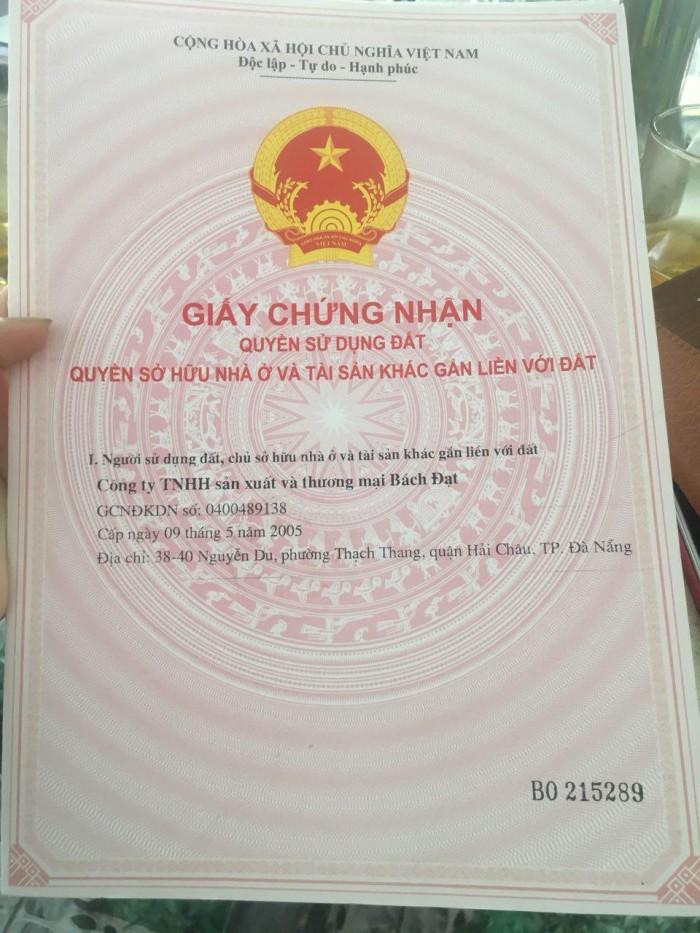 CỘNG HÒA XÃ HỘI CHỦ NGHĨA VIỆT NAM
Độc lập - Tự do - Hạnh phúc
VIỆT NAM
GIẤY CHỨNG NHẬN
QUYỀN SỬ DỤNG ĐẤT
QUYỀN SỞ HỮU NHÀ Ở VÀ TÀI SẢN KHÁC GẮN LIỀN VỚI ĐẤT
I. Người sử dụng đất, chủ sở hữu nhà ở và tài sản khác gắn liền với đất
Công ty TNHH sản xuất và thương mại Bách Đạt
GCNĐKDN số: 0400489138
Cấp ngày 09 tháng 5 năm 2005
Địa chỉ: 38-40 Nguyễn Du, phường Thạch Thang, quận Hải Châu, TP. Đà Nẵng
BO 215289